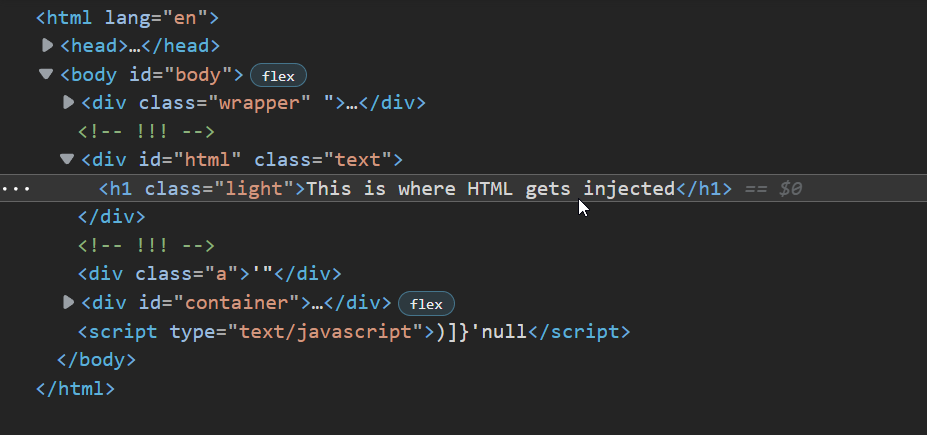 <html lang="en">
<head>…</head>
<body id="body"> flex
<div class="wrapper" ">…</div>
<!-- !!! -->
<div id="html" class="text">
<h1 class="light">This is where HTML gets injected</h1> == $0
</div>
<!-- !!! -->
<div class="a">'"</div>
<div id="container">…</div> flex
<script type="text/javascript">)]}'null</script>
</body>
</html>